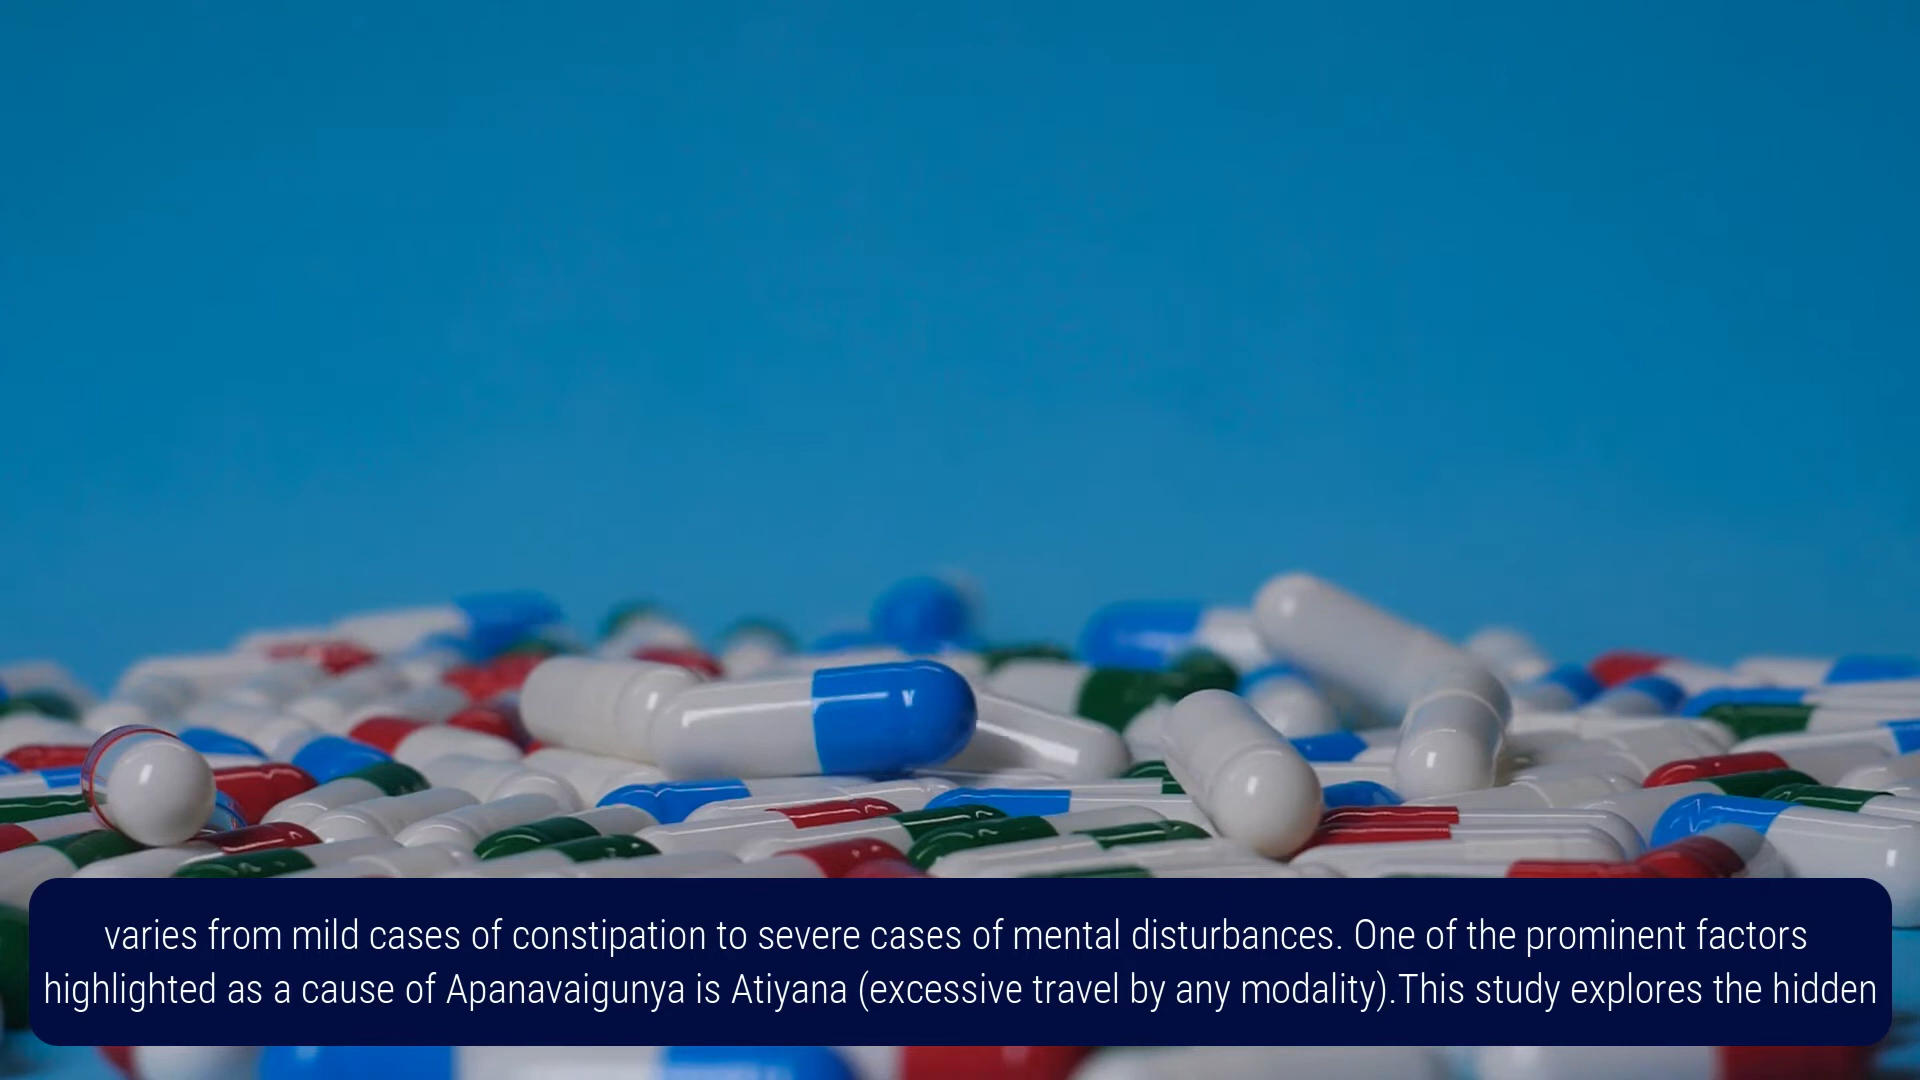 varies from mild cases of constipation to severe cases of mental disturbances. One of the prominent factors
highlighted as a cause of Apanavaigunya is Atiyana (excessive travel by any modality).This study explores the hidden